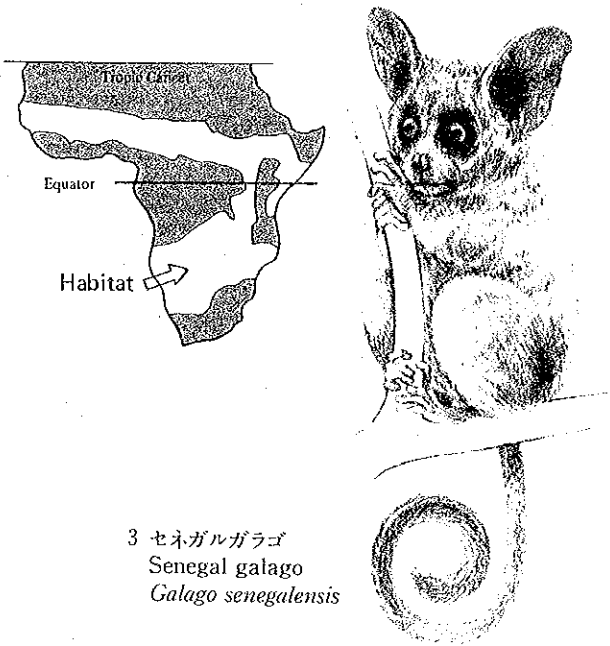 Tropic Cancer
Equator
Habitat
3 セネガルガラゴ
Senegal galago
Galago senegalensis